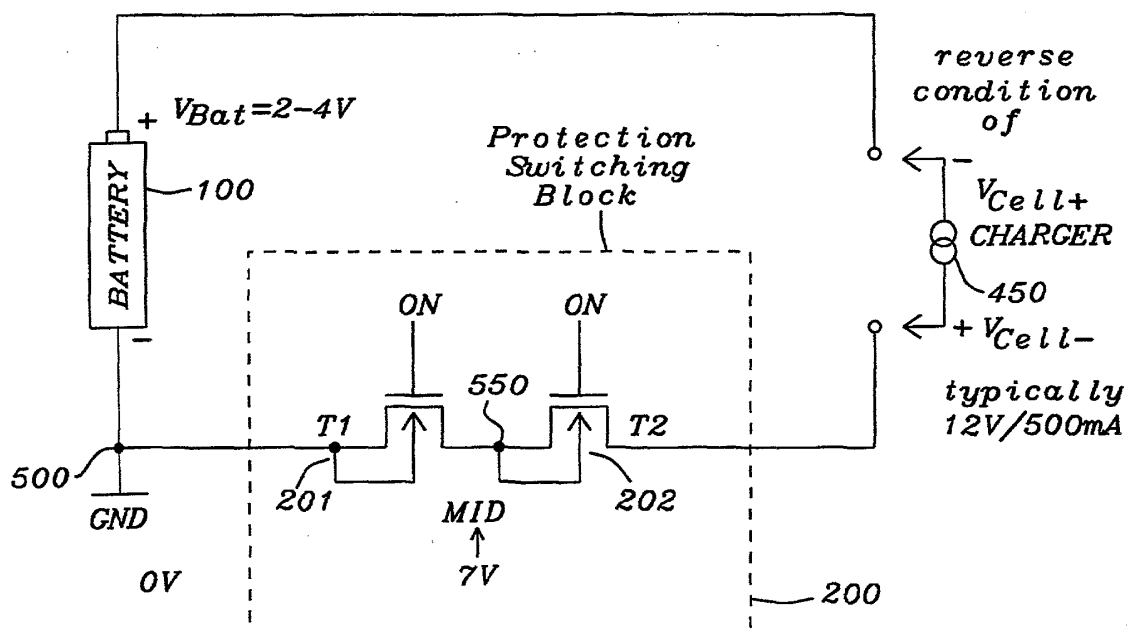 reverse
condition
of
+ VBat=2-4V
Protection
Switching
Block
BATTERY
100
-
VCell+
CHARGER
450
-
+ VCell-
typically
12V/500mA
ON
ON
550
T1
T2
500
201
202
GND
MID
7V
0V
200